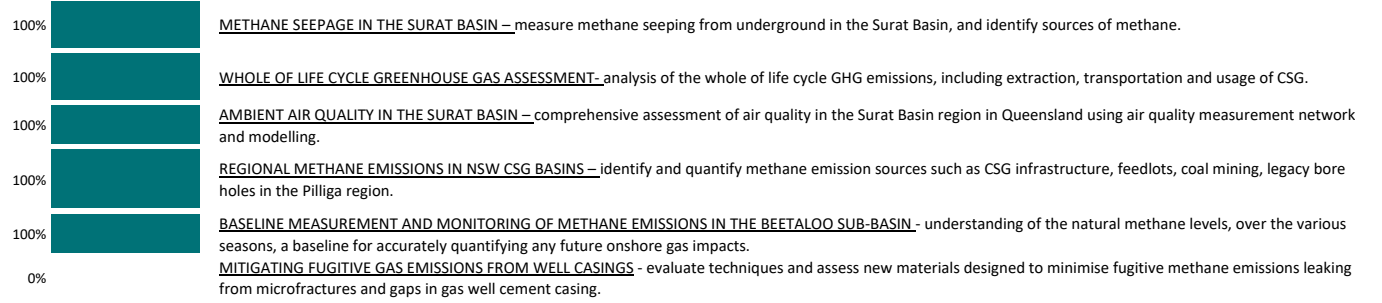 100% METHANE SEEPAGE IN THE SURAT BASIN – measure methane seeping from underground in the Surat Basin, and identify sources of methane.
100% WHOLE OF LIFE CYCLE GREENHOUSE GAS ASSESSMENT- analysis of the whole of life cycle GHG emissions, including extraction, transportation and usage of CSG.
100% AMBIENT AIR QUALITY IN THE SURAT BASIN – comprehensive assessment of air quality in the Surat Basin region in Queensland using air quality measurement network
and modelling.
100% REGIONAL METHANE EMISSIONS IN NSW CSG BASINS – identify and quantify methane emission sources such as CSG infrastructure, feedlots, coal mining, legacy bore
holes in the Pilliga region.
100% BASELINE MEASUREMENT AND MONITORING OF METHANE EMISSIONS IN THE BEETALOO SUB-BASIN - understanding of the natural methane levels, over the various
seasons, a baseline for accurately quantifying any future onshore gas impacts.
0% MITIGATING FUGITIVE GAS EMISSIONS FROM WELL CASINGS - evaluate techniques and assess new materials designed to minimise fugitive methane emissions leaking
from microfractures and gaps in gas well cement casing.